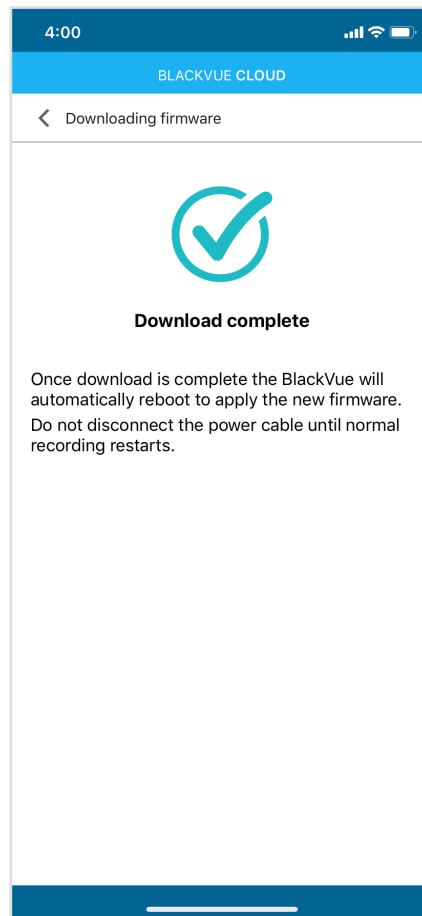 4:00
BLACKVUE CLOUD
Downloading firmware
Download complete
Once download is complete the BlackVue will
automatically reboot to apply the new firmware.
Do not disconnect the power cable until normal
recording restarts.